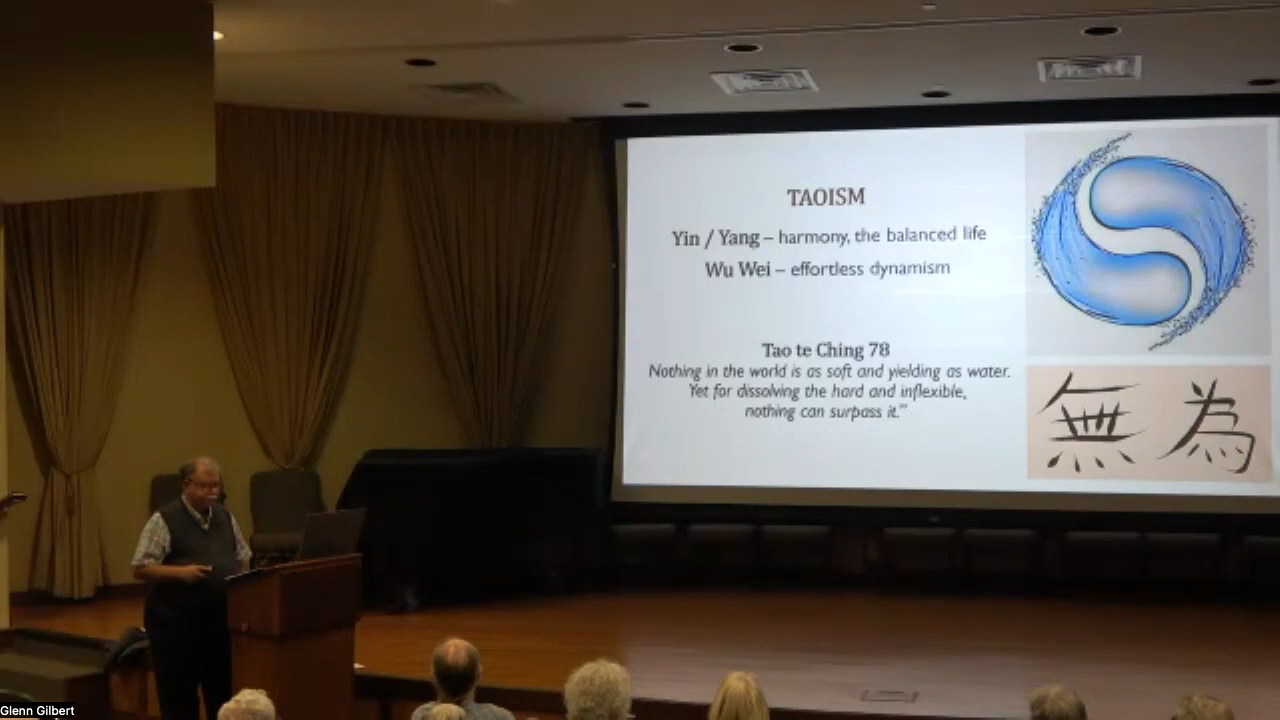 TAOISM
Yin / Yang – harmony, the balanced life
Wu Wei – effortless dynamism
Tao te Ching 78
Nothing in the world is as soft and yielding as water.
Yet for dissolving the hard and inflexible,
nothing can surpass it.”
無為
Glenn Gilbert